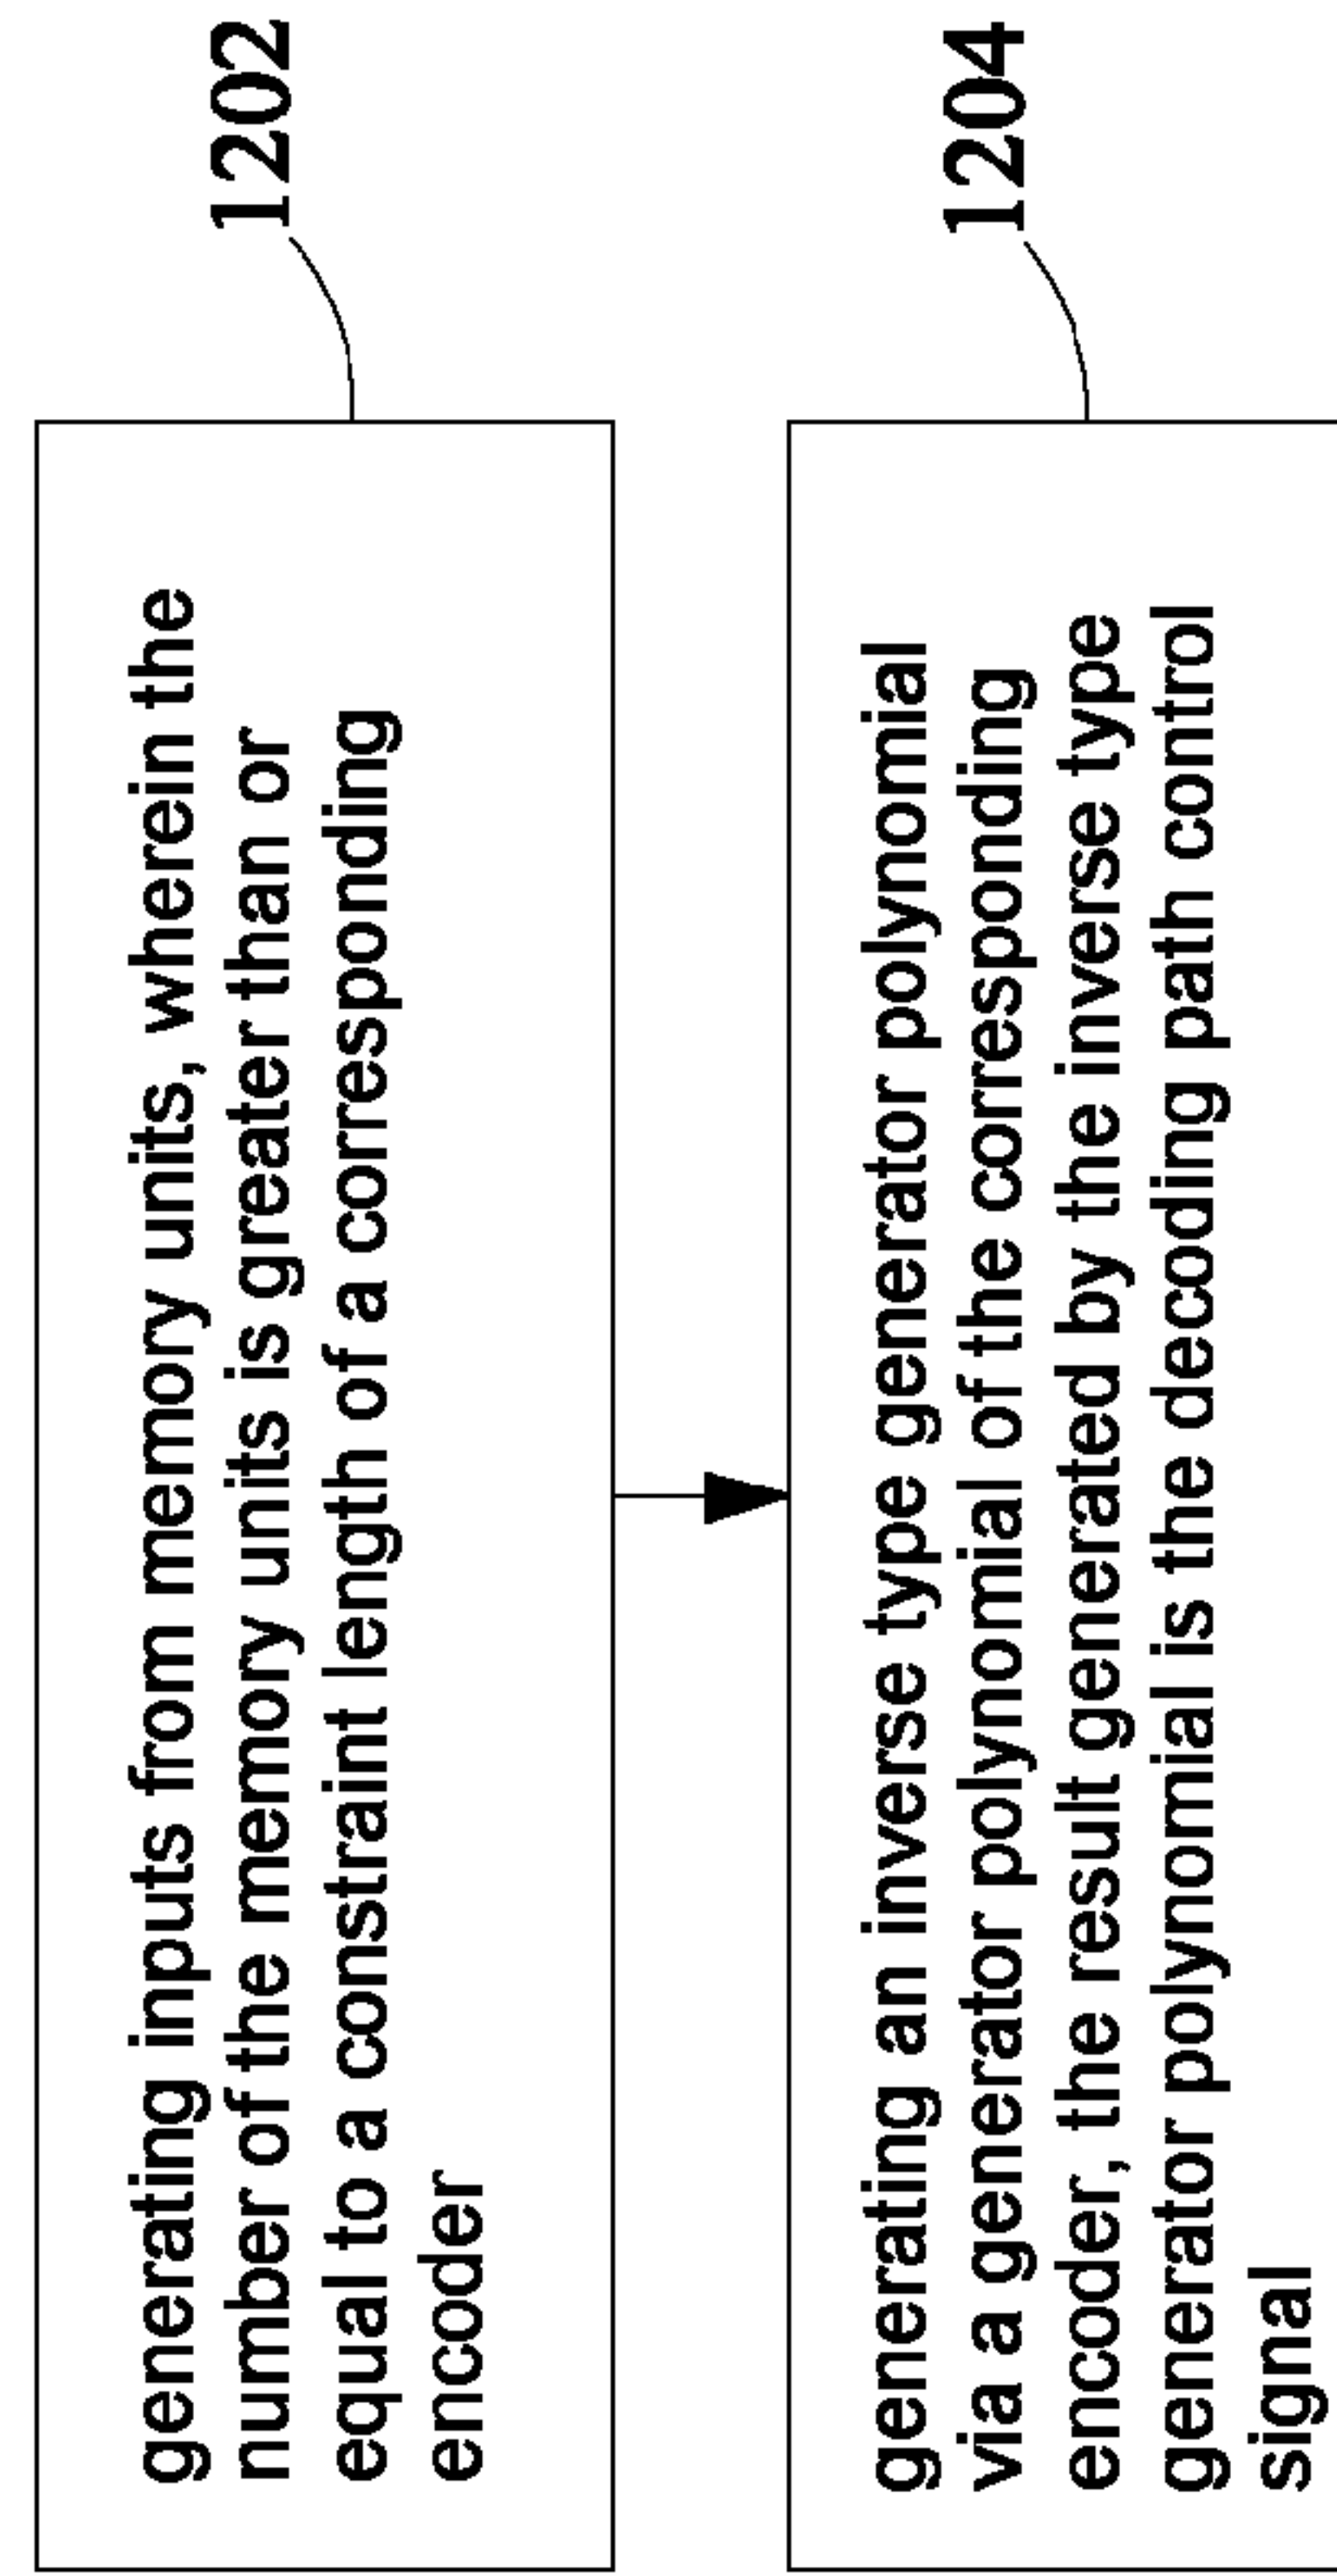 generating inputs from memory units, wherein the
number of the memory units is greater than or
equal to a constraint length of a corresponding
encoder
1202
generating an inverse type generator polynomial
via a generator polynomial of the corresponding
encoder, the result generated by the inverse type
generator polynomial is the decoding path control
signal
1204